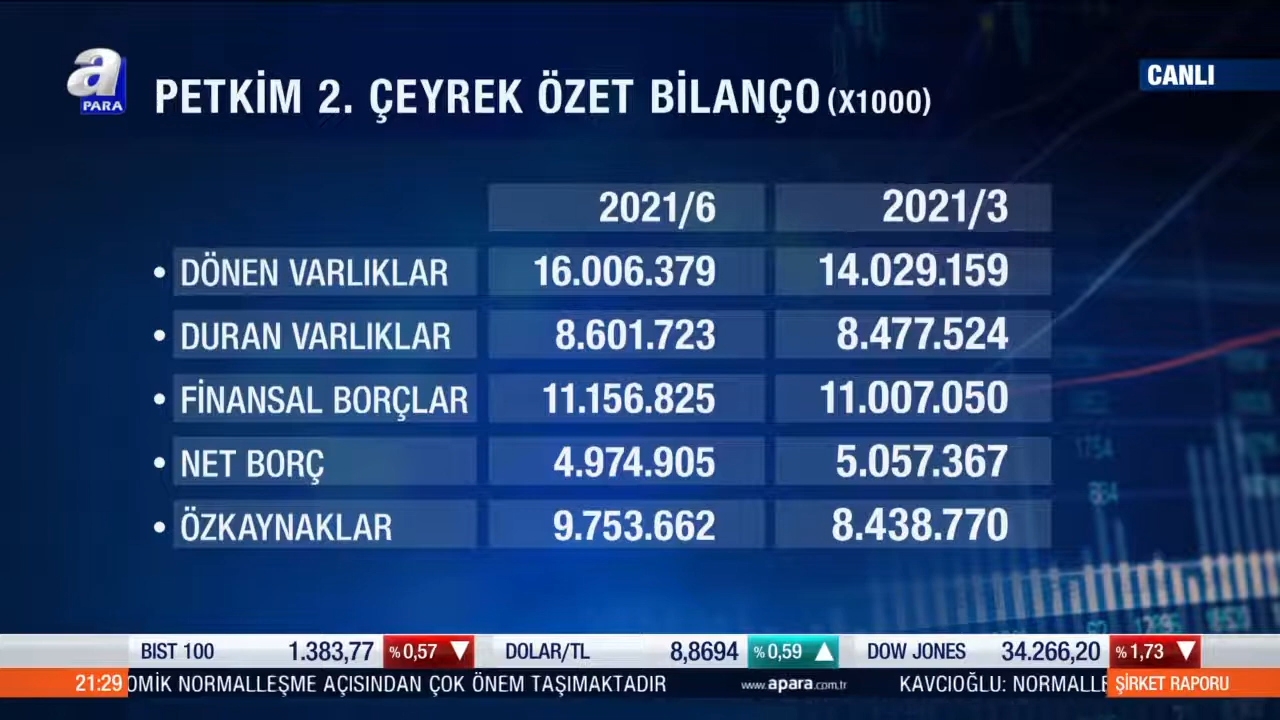 a
PARA
PETKİM 2. ÇEYREK ÖZET BİLANÇO (X1000)
CANLI
2021/6 2021/3
• DÖNEN VARLIKLAR 16.006.379 14.029.159
• DURAN VARLIKLAR 8.601.723 8.477.524
• FİNANSAL BORÇLAR 11.156.825 11.007.050
• NET BORÇ 4.974.905 5.057.367
• ÖZKAYNAKLAR 9.753.662 8.438.770
BIST 100 1.383,77 %0,57 ▼ DOLAR/TL 8,8694 %0,59 ▲ DOW JONES 34.266,20 %1,73 ▼
21:29 OMİK NORMALLEŞME AÇISINDAN ÇOK ÖNEM TAŞIMAKTADIR www.apara.com.tr KAVCIOĞLU: NORMALLE ŞİRKET RAPORU